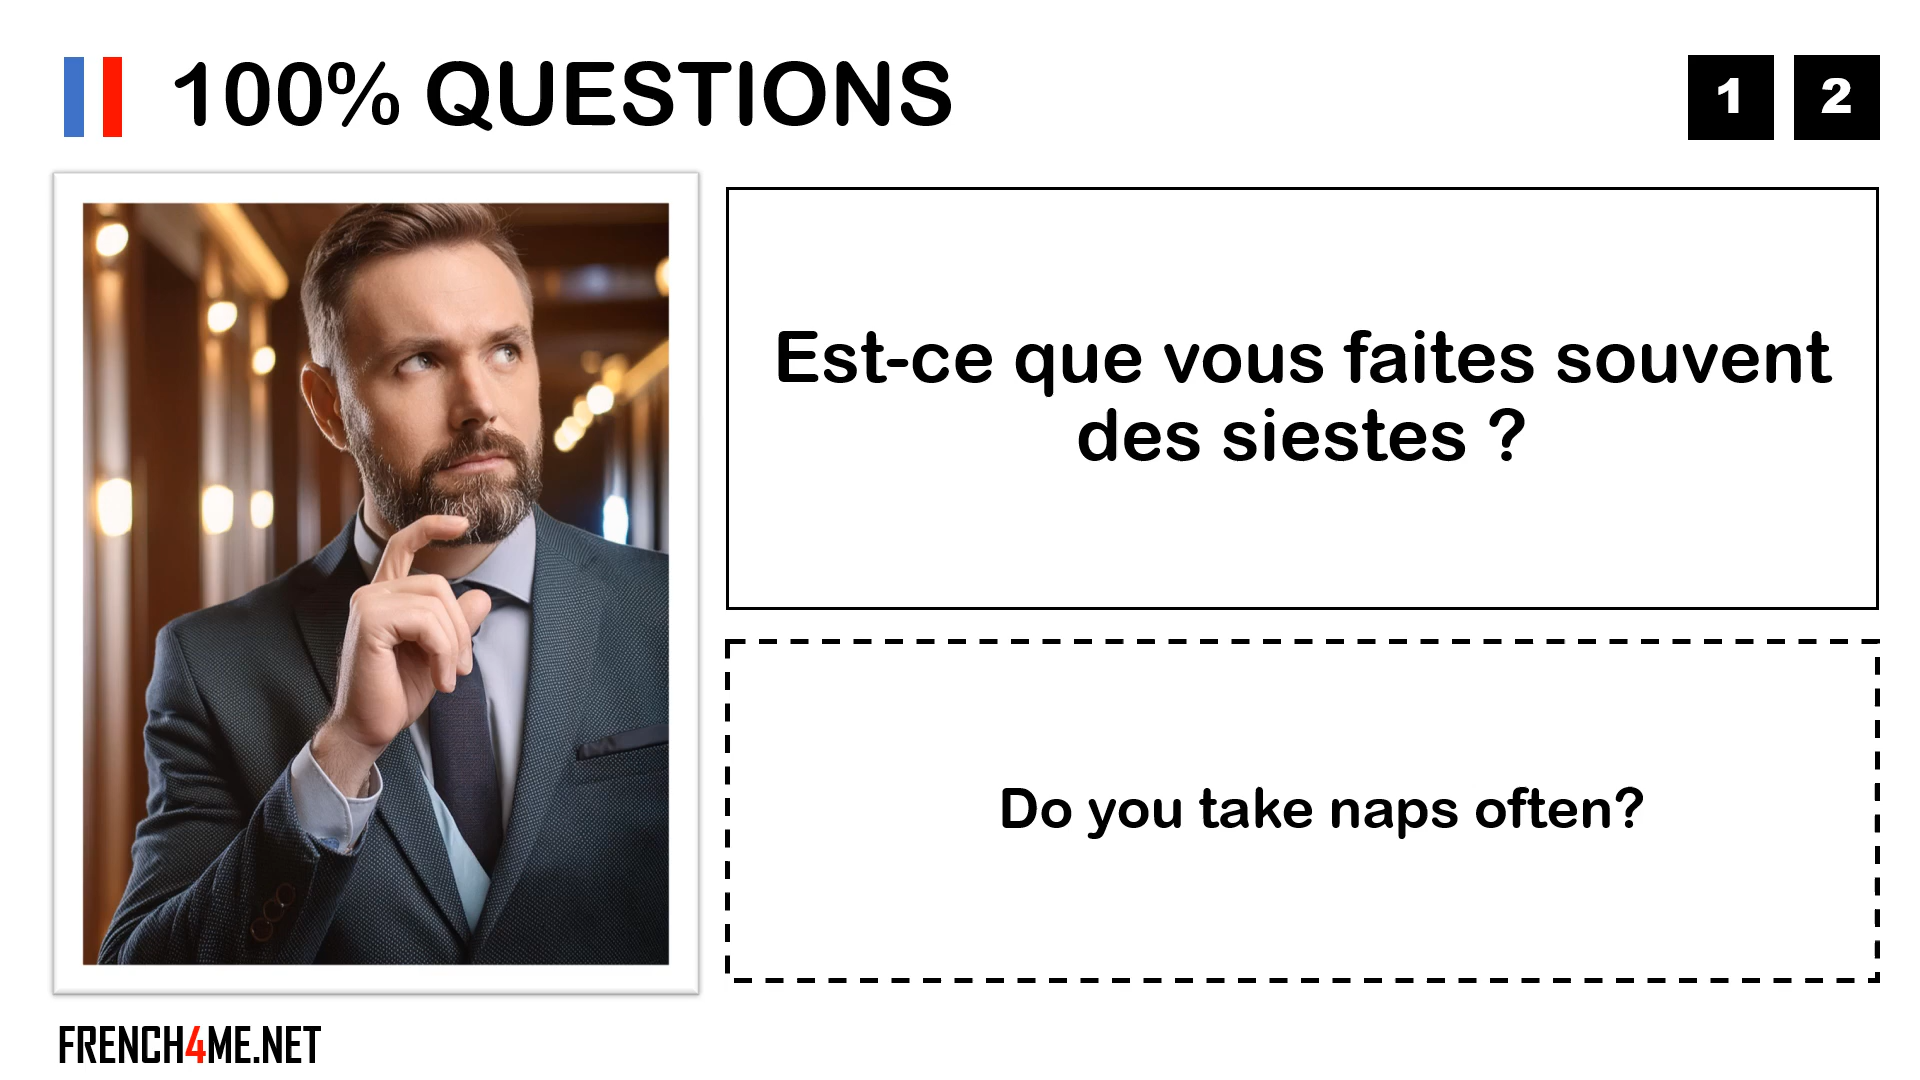 100% QUESTIONS
1 2
Est-ce que vous faites souvent
des siestes ?
Do you take naps often?
FRENCH4ME.NET